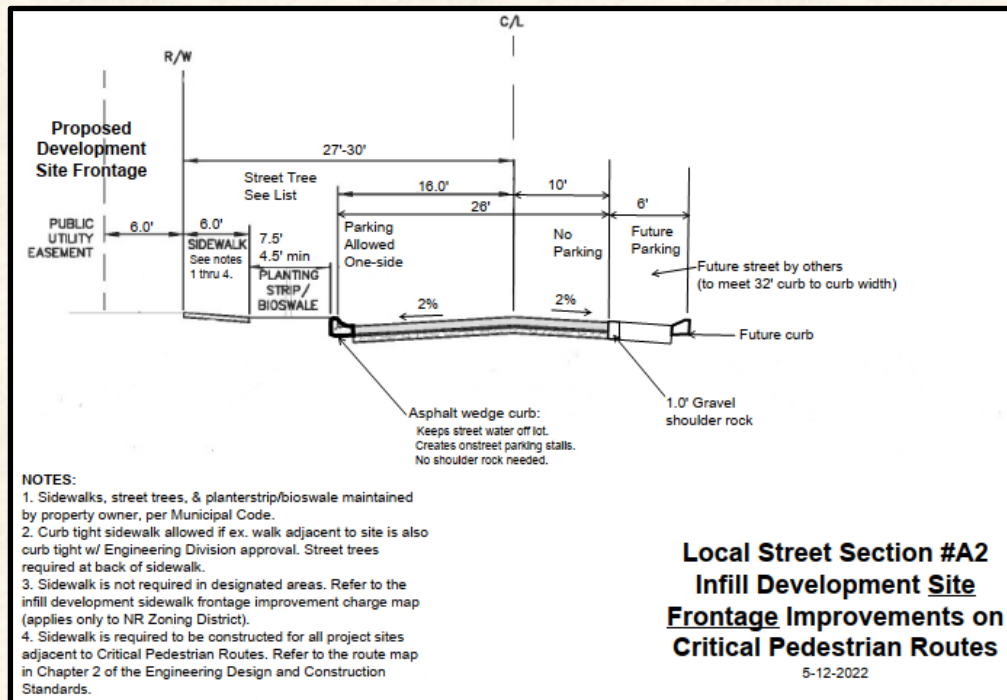 C/L
R/W
Proposed
Development
Site Frontage
27'-30'
Street Tree
See List
16.0'
10'
26'
6'
PUBLIC
UTILITY
EASEMENT
6.0'
6.0'
SIDEWALK
See notes
1 thru 4.
7.5'
4.5' min
PLANTING
STRIP/
BIOSWALE
Parking
Allowed
One-side
No
Parking
Future
Parking
Future street by others
(to meet 32' curb to curb width)
2%
2%
Future curb
Asphalt wedge curb:
Keeps street water off lot.
Creates onstreet parking stalls.
No shoulder rock needed.
1.0' Gravel
shoulder rock
NOTES:
1. Sidewalks, street trees, & planterstrip/bioswale maintained
by property owner, per Municipal Code.
2. Curb tight sidewalk allowed if ex. walk adjacent to site is also
curb tight w/ Engineering Division approval. Street trees
required at back of sidewalk.
3. Sidewalk is not required in designated areas. Refer to the
infill development sidewalk frontage improvement charge map
(applies only to NR Zoning District).
4. Sidewalk is required to be constructed for all project sites
adjacent to Critical Pedestrian Routes. Refer to the route map
in Chapter 2 of the Engineering Design and Construction
Standards.
Local Street Section #A2
Infill Development Site
Frontage Improvements on
Critical Pedestrian Routes
5-12-2022